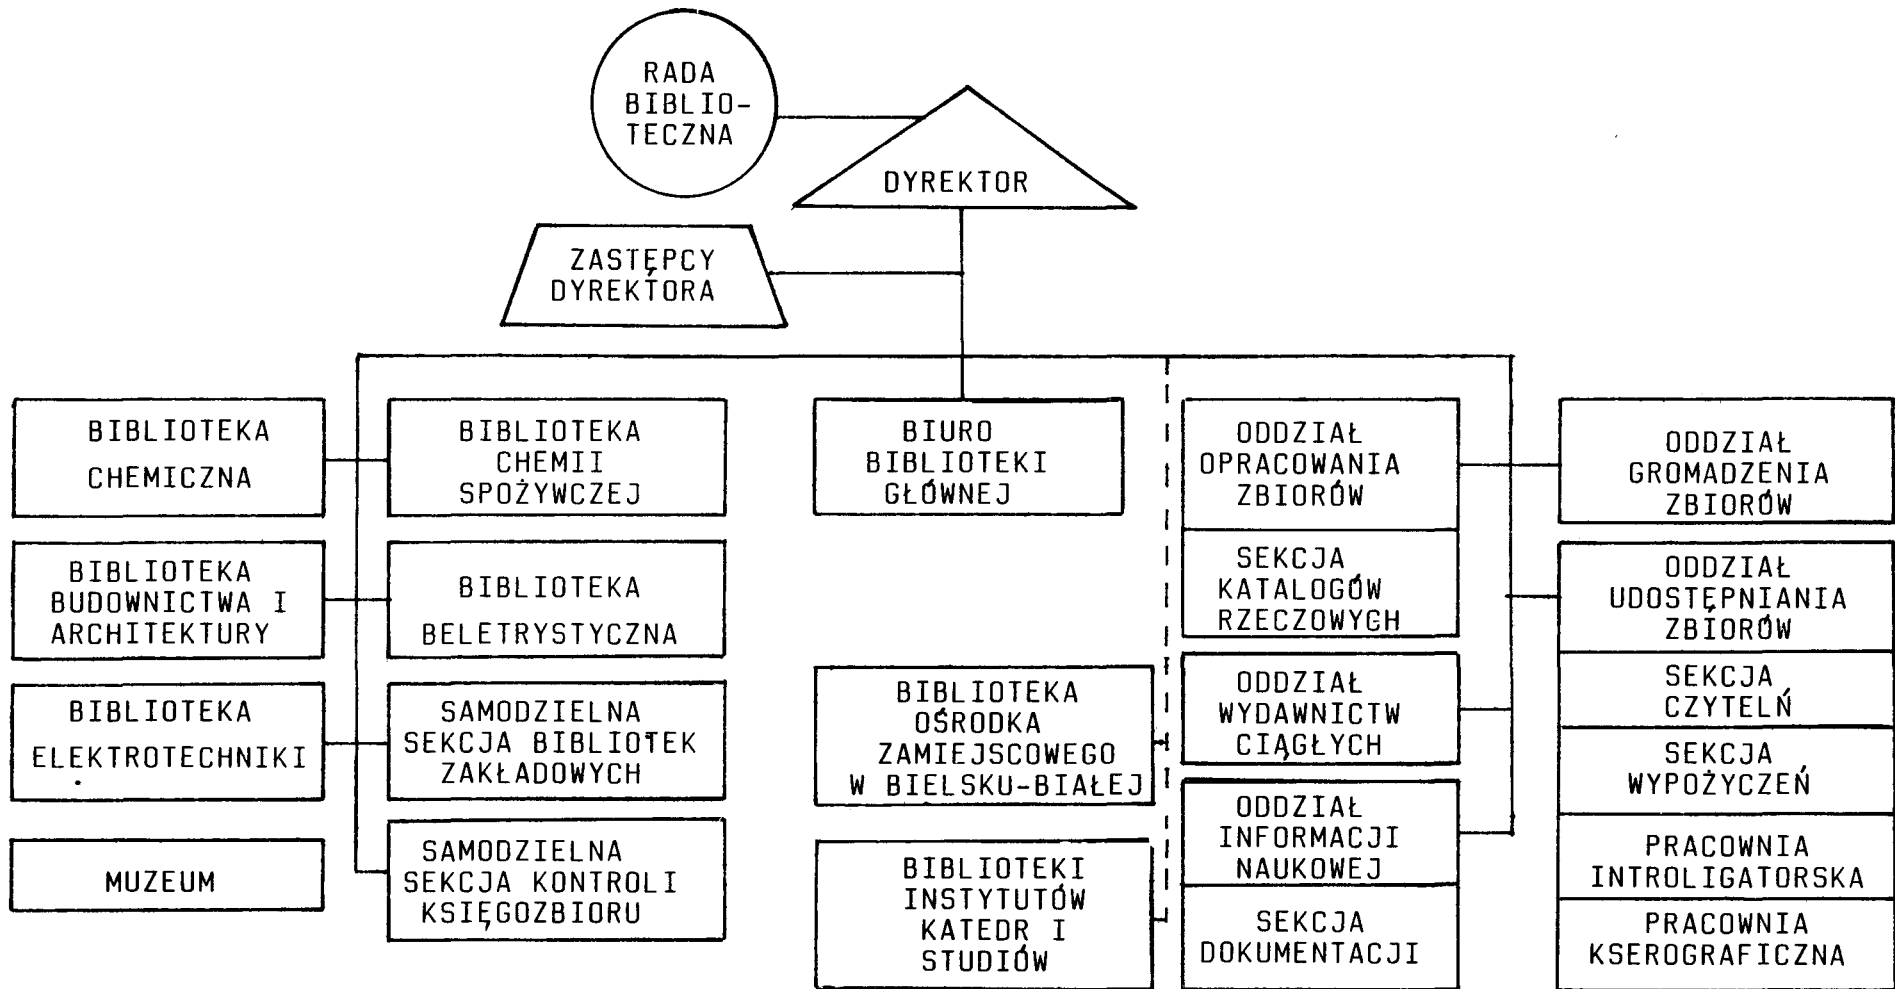 RADA
BIBLIO-
TECZNA
DYREKTOR
ZASTĘPCY
DYREKTORA
BIBLIOTEKA
CHEMICZNA
BIBLIOTEKA
CHEMII
SPOŻYWCZEJ
BIURO
BIBLIOTEKI
GŁÓWNEJ
ODDZIAŁ
OPRACOWANIA
ZBIORÓW
SEKCJA
KATALOGÓW
RZECZOWYCH
ODDZIAŁ
GROMADZENIA
ZBIORÓW
BIBLIOTEKA
BUDOWNICTWA I
ARCHITEKTURY
BIBLIOTEKA
BELETRYSTYCZNA
ODDZIAŁ
UDOSTĘPNIANIA
ZBIORÓW
SEKCJA
CZYTELŃ
SEKCJA
WYPOŻYCZEŃ
PRACOWNIA
INTROLIGATORSKA
PRACOWNIA
KSEROGRAFICZNA
BIBLIOTEKA
ELEKTROTECHNIKI
SAMODZIELNA
SEKCJA BIBLIOTEK
ZAKŁADOWYCH
BIBLIOTEKA
OŚRODKA
ZAMIEJSCOWEGO
W BIELSKU-BIAŁEJ
ODDZIAŁ
WYDAWNICTW
CIĄGŁYCH
MUZEUM
SAMODZIELNA
SEKCJA KONTROLI
KSIĘGOZBIORU
BIBLIOTEKI
INSTYTUTÓW
KATEDR I
STUDIÓW
ODDZIAŁ
INFORMACJI
NAUKOWEJ
SEKCJA
DOKUMENTACJI